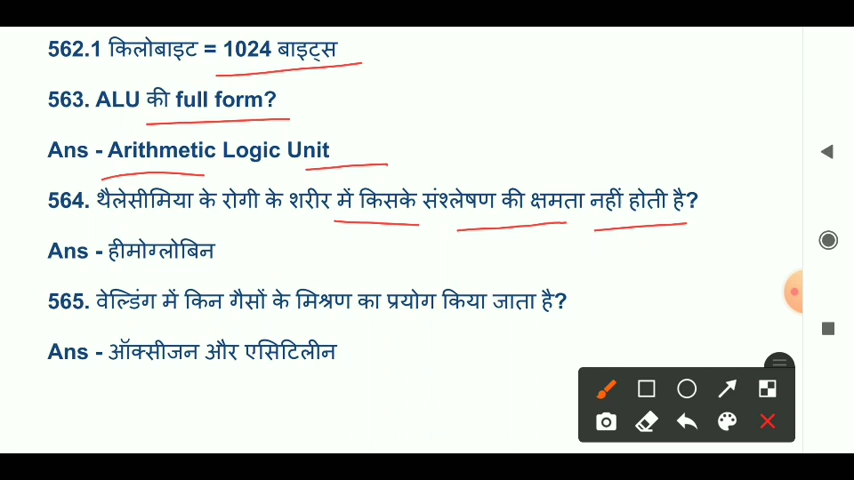 562.1 किलोबाइट = 1024 बाइट्स
563. ALU की full form?
Ans - Arithmetic Logic Unit
564. थैलेसीमिया के रोगी के शरीर में किसके संश्लेषण की क्षमता नहीं होती है?
Ans - हीमोग्लोबिन
565. वेल्डिंग में किन गैसों के मिश्रण का प्रयोग किया जाता है?
Ans - ऑक्सीजन और एसिटिलीन